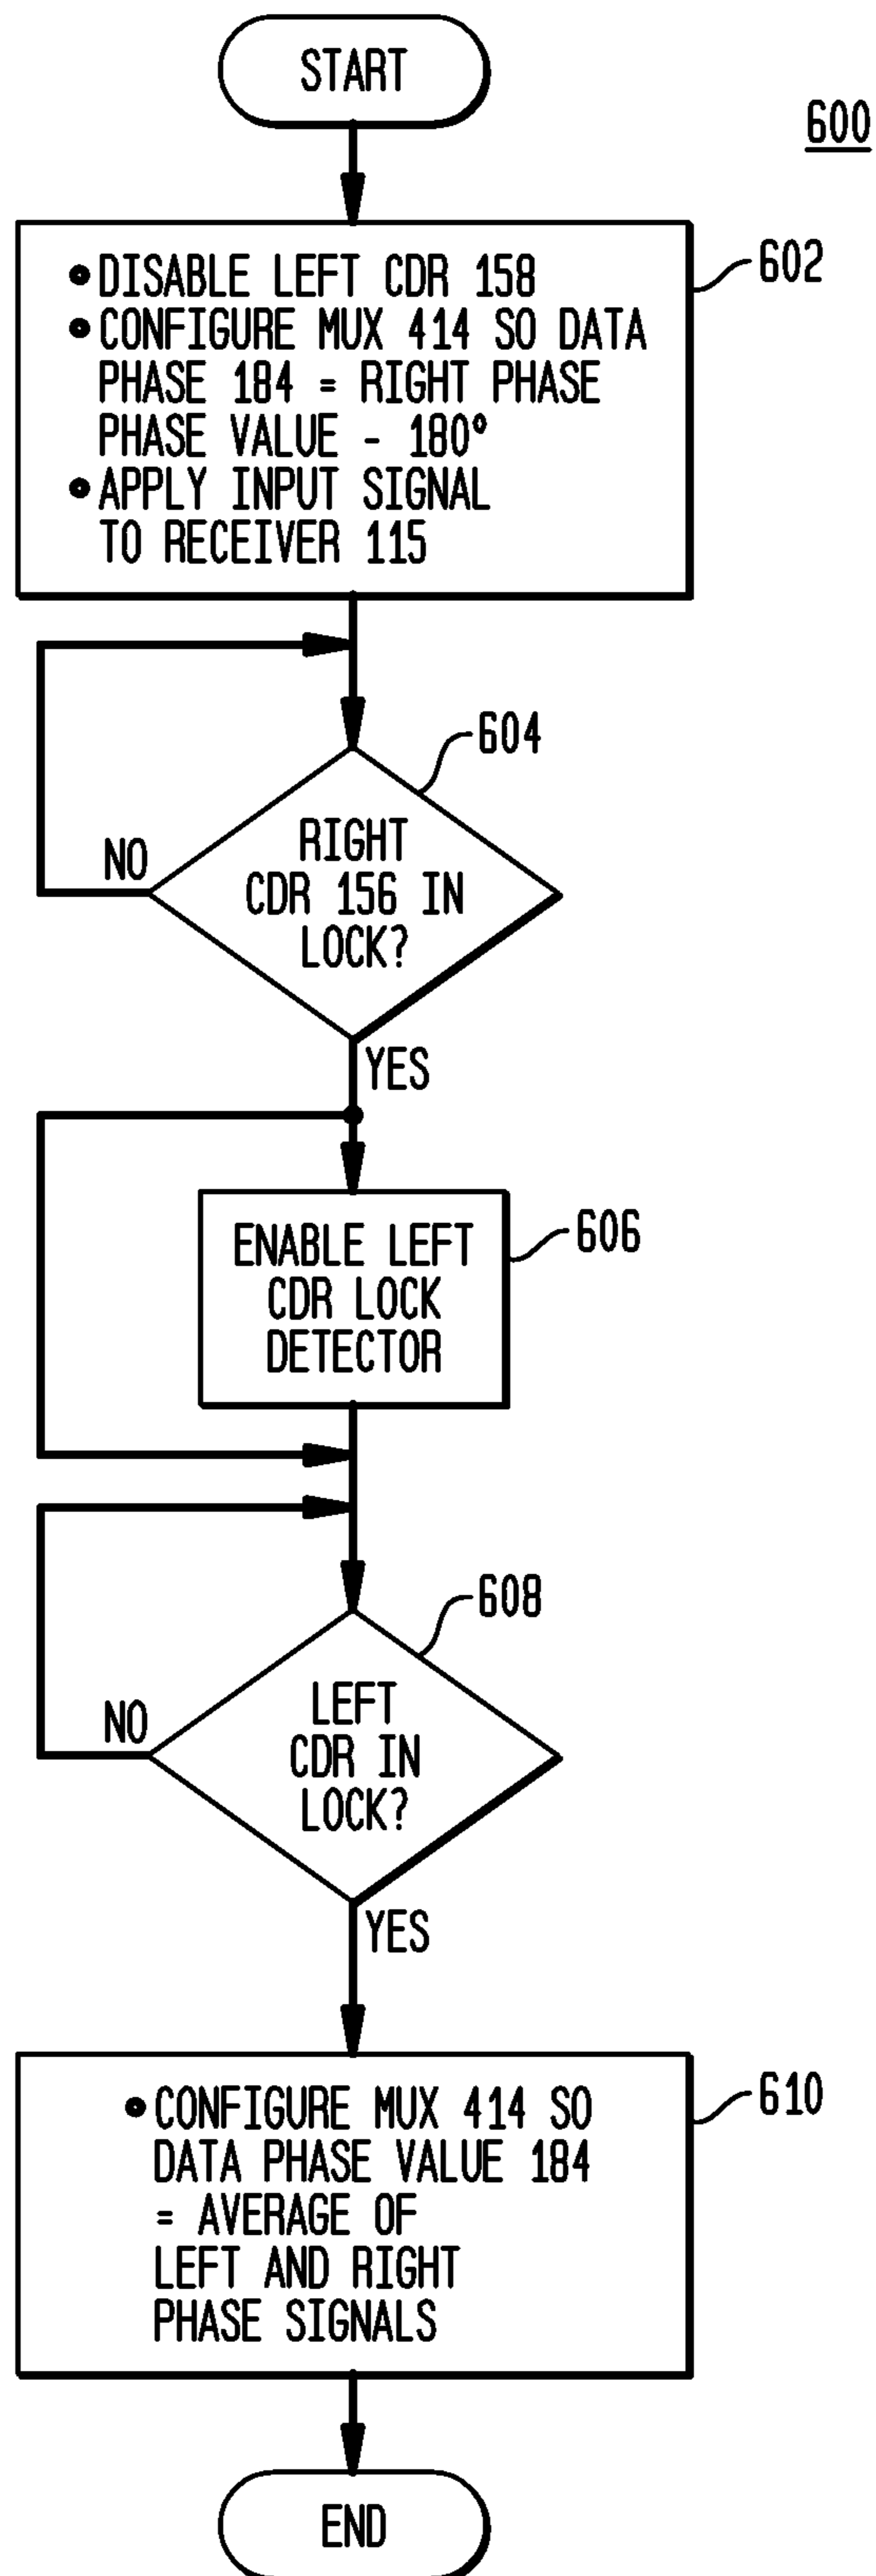 START
600
• DISABLE LEFT CDR 158
• CONFIGURE MUX 414 SO DATA
PHASE 184 = RIGHT PHASE
PHASE VALUE - 180°
• APPLY INPUT SIGNAL
TO RECEIVER 115
602
604
RIGHT
CDR 156 IN
LOCK?
NO
YES
ENABLE LEFT
CDR LOCK
DETECTOR
606
608
LEFT
CDR IN
LOCK?
NO
YES
• CONFIGURE MUX 414 SO
DATA PHASE VALUE 184
= AVERAGE OF
LEFT AND RIGHT
PHASE SIGNALS
610
END